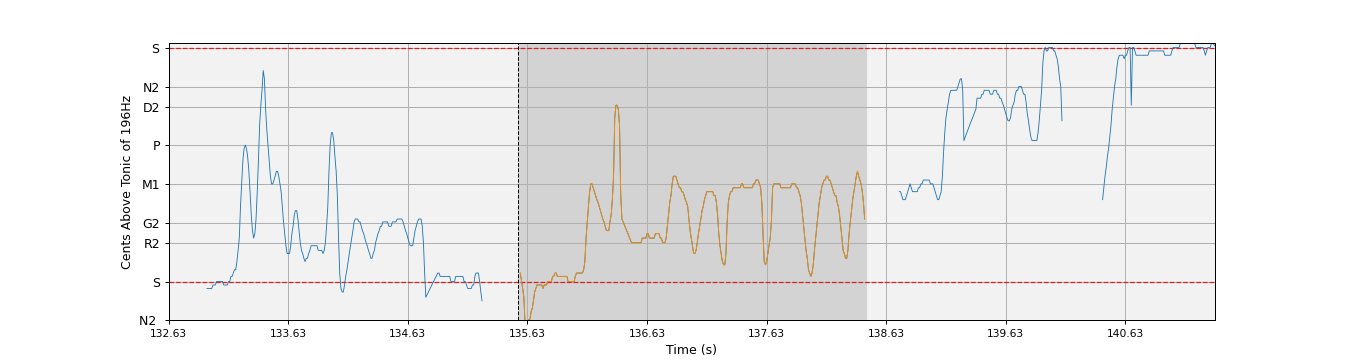 Cents Above Tonic of 196Hz
S
N2
D2
P
M1
G2
R2
S
N2
132.63 133.63 134.63 135.63 136.63 137.63 138.63 139.63 140.63
Time (s)